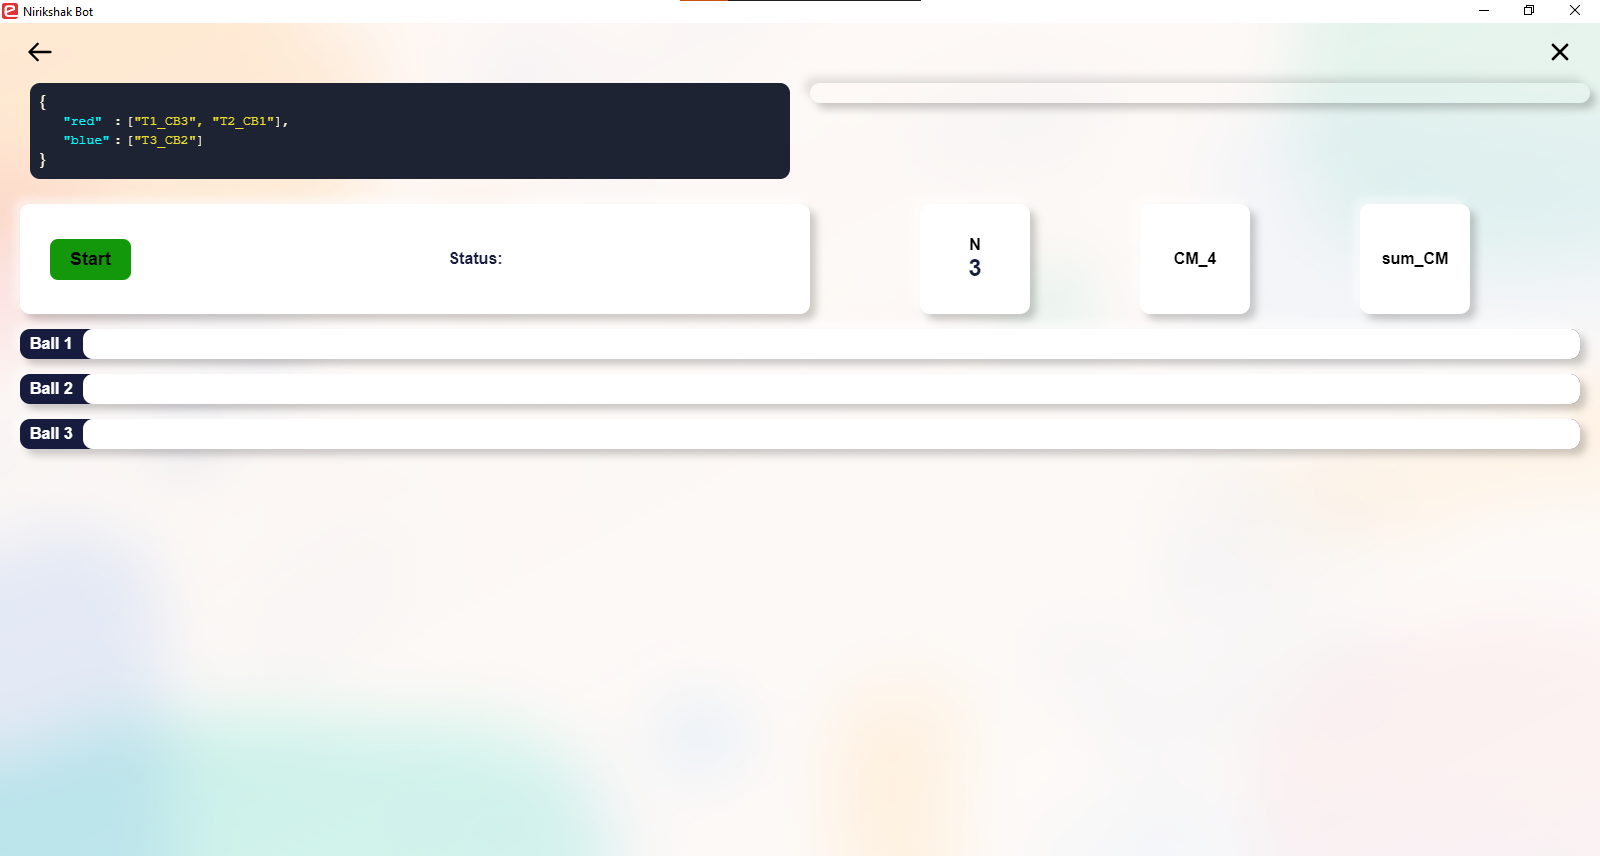 Nirikshak Bot
{
"red" : ["T1_CB3", "T2_CB1"],
"blue" : ["T3_CB2"]
}
Start
Status:
N
3
CM_4
sum_CM
Ball 1
Ball 2
Ball 3